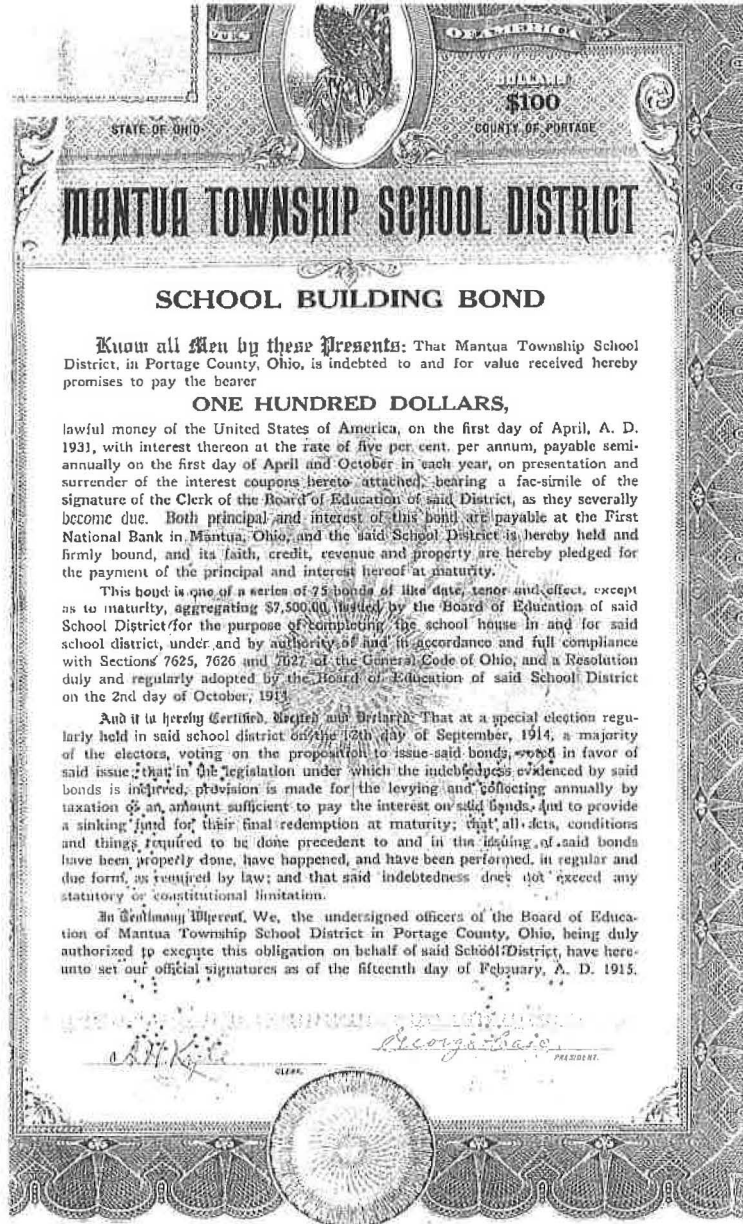 OF AMERICA
DOLLARS
$100
STATE OF OHIO
COUNTY OF PORTAGE
MANTUA TOWNSHIP SCHOOL DISTRICT
SCHOOL BUILDING BOND
Know all Men by these Presents: That Mantua Township School
District, in Portage County, Ohio, is indebted to and for value received hereby
promises to pay the bearer
ONE HUNDRED DOLLARS,
lawful money of the United States of America, on the first day of April, A. D.
1931, with interest thereon at the rate of five per cent. per annum, payable semi-
annually on the first day of April and October in each year, on presentation and
surrender of the interest coupons hereto attached, bearing a fac-simile of the
signature of the Clerk of the Board of Education of said District, as they severally
become due. Both principal and interest of this bond are payable at the First
National Bank in Mantua, Ohio, and the said School District is hereby held and
firmly bound, and its faith, credit, revenue and property are hereby pledged for
the payment of the principal and interest hereof at maturity.
This bond is one of a series of 75 bonds of like date, tenor and effect, except
as to maturity, aggregating $7,500.00 issued by the Board of Education of said
School District for the purpose of completing the school house in and for said
school district, under and by authority of and in accordance and full compliance
with Sections 7625, 7626 and 7627 of the General Code of Ohio, and a Resolution
duly and regularly adopted by the Board of Education of said School District
on the 2nd day of October, 1914.
And it is hereby Certified, Recited and Declared: That at a special election regu-
larly held in said school district on the day of September, 1914, a majority
of the electors, voting on the proposition to issue said bonds, voted in favor of
said issue; that in the legislation under which the indebtedness evidenced by said
bonds is incurred, provision is made for the levying and collecting annually by
taxation of an amount sufficient to pay the interest on said bonds, and to provide
a sinking fund for their final redemption at maturity; that all acts, conditions
and things required to be done precedent to and in the issuing of said bonds
have been properly done, have happened, and have been performed, in regular and
due form, as required by law; and that said indebtedness does not exceed any
statutory or constitutional limitation.
In Testimony Whereof, We, the undersigned officers of the Board of Educa-
tion of Mantua Township School District in Portage County, Ohio, being duly
authorized to execute this obligation on behalf of said School District, have here-
unto set our official signatures as of the fifteenth day of February, A. D. 1915.
George
PRESIDENT.
CLERK.